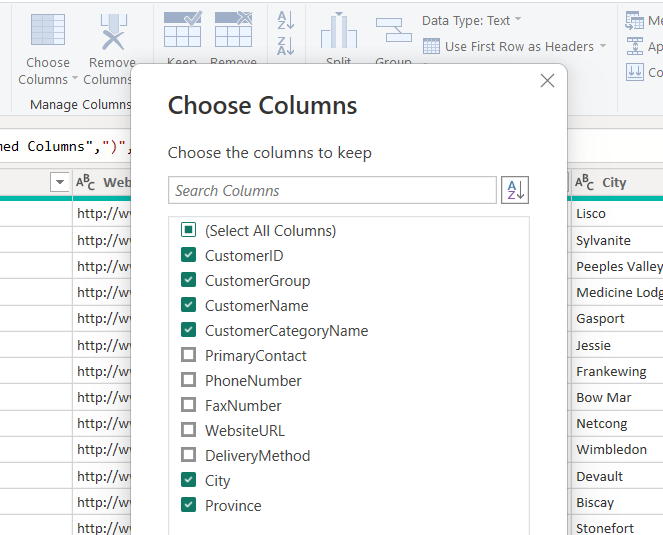 Choose
Columns
Remove
Columns
Keep
Remove
A
Z
Z
A
Split
Group
Data Type: Text
Use First Row as Headers
Me
Ap
Co
Manage Columns
Choose Columns
ned Columns",")",
Choose the columns to keep
ABC Web
ABC City
Search Columns
A
Z
http://w
Lisco
(Select All Columns)
http://w
Sylvanite
CustomerID
http://w
Peeples Valley
CustomerGroup
http://w
Medicine Lodg
CustomerName
http://w
Gasport
CustomerCategoryName
http://w
Jessie
PrimaryContact
http://w
Frankewing
PhoneNumber
http://w
Bow Mar
FaxNumber
http://w
Netcong
WebsiteURL
http://w
Wimbledon
DeliveryMethod
http://w
Devault
City
http://w
Biscay
Province
http://w
Stonefort